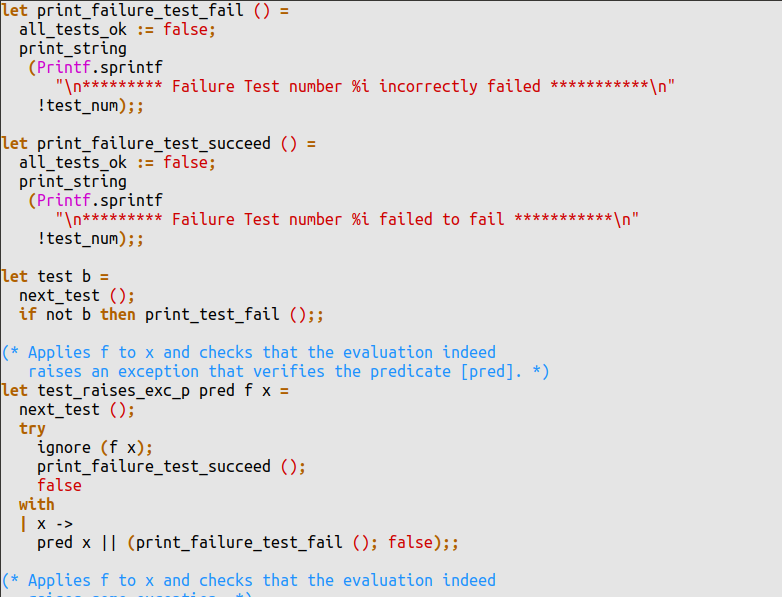 let print_failure_test_fail () =
  all_tests_ok := false;
  print_string
   (Printf.sprintf
      "\n********* Failure Test number %i incorrectly failed ***********\n"
    !test_num);;

let print_failure_test_succeed () =
  all_tests_ok := false;
  print_string
   (Printf.sprintf
      "\n********* Failure Test number %i failed to fail ***********\n"
    !test_num);;

let test b =
  next_test ();
  if not b then print_test_fail ();;

(* Applies f to x and checks that the evaluation indeed
   raises an exception that verifies the predicate [pred]. *)
let test_raises_exc_p pred f x =
  next_test ();
  try
    ignore (f x);
    print_failure_test_succeed ();
    false
  with
  | x ->
    pred x || (print_failure_test_fail (); false);;

(* Applies f to x and checks that the evaluation indeed
   raises some exception. *)